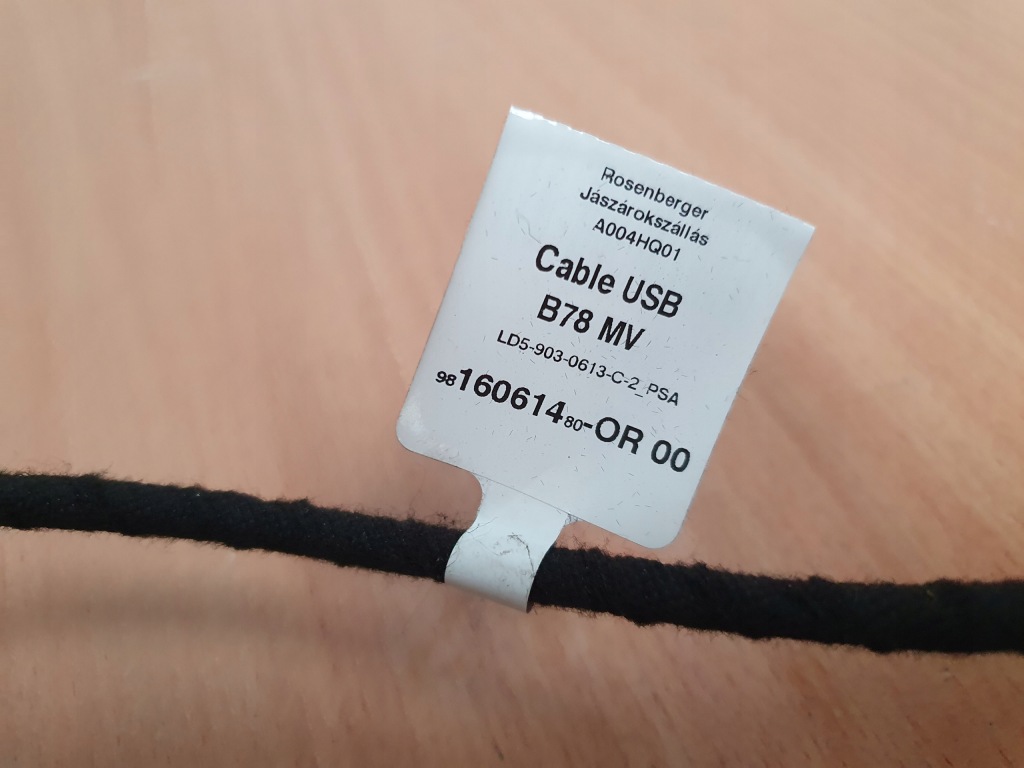 Rosenberger
Jászárokszállás
A004HQ01
Cable USB
B78 MV
LD5-903-0613-C-2_PSA
9816061480-OR 00